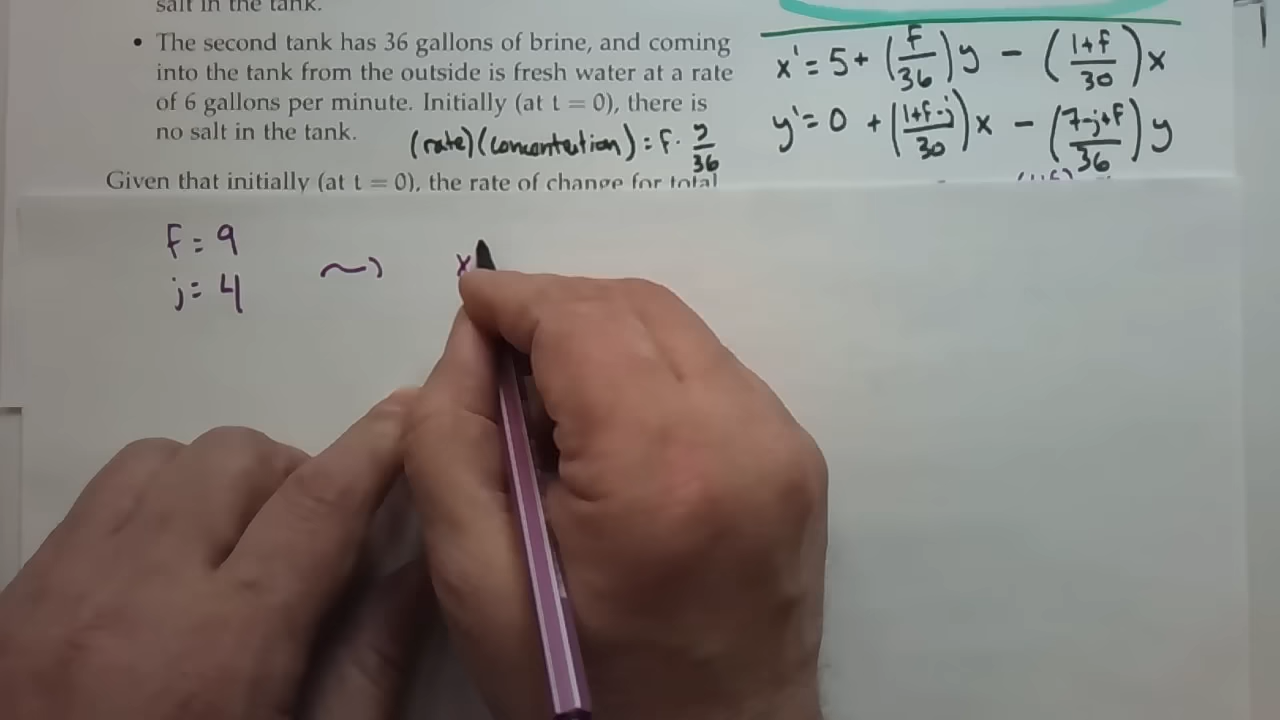 salt in the tank.
• The second tank has 36 gallons of brine, and coming
into the tank from the outside is fresh water at a rate
of 6 gallons per minute. Initially (at t = 0), there is
no salt in the tank.
(rate)(concentration) = f · y/36
Given that initially (at t = 0), the rate of change for total
x' = 5 + (f/36)y − (1+f/30)x
y' = 0 + (1+f-j/30)x − (7-j+f/36)y
f = 9
j = 4
⇝
x